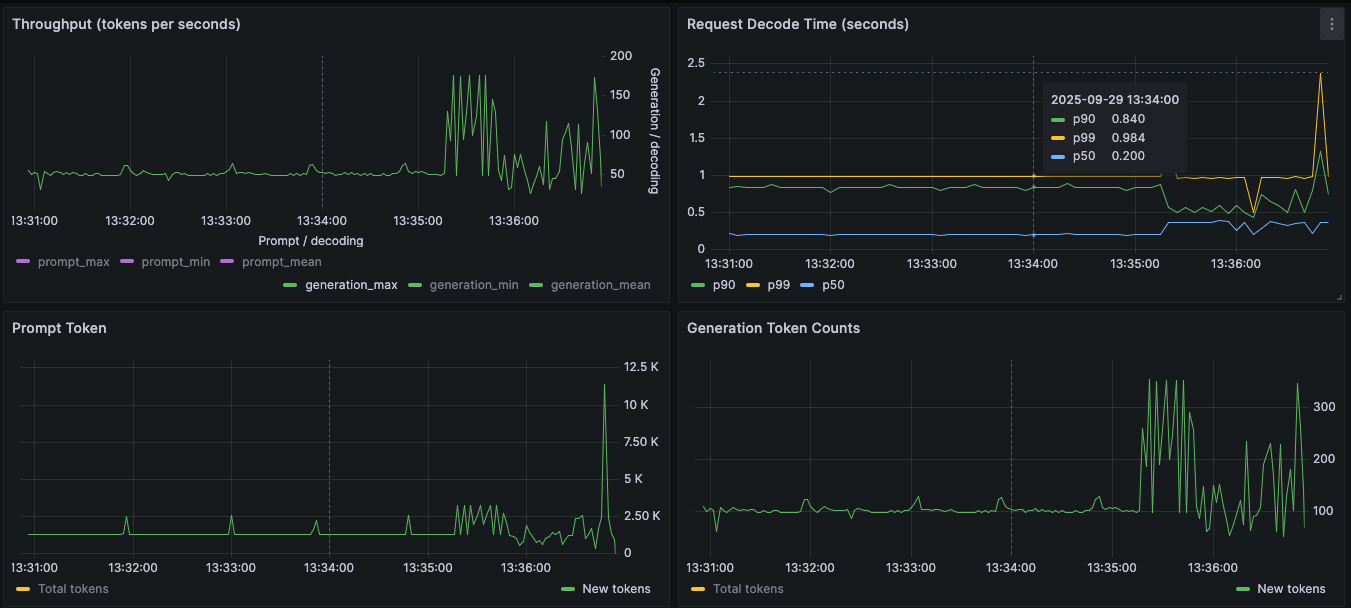 Throughput (tokens per seconds)
200
150
100
50
Generation / decoding
13:31:00 13:32:00 13:33:00 13:34:00 13:35:00 13:36:00
Prompt / decoding
prompt_max prompt_min prompt_mean
generation_max generation_min generation_mean
Request Decode Time (seconds)
2.5
2
1.5
1
0.5
0
2025-09-29 13:34:00
p90 0.840
p99 0.984
p50 0.200
13:31:00 13:32:00 13:33:00 13:34:00 13:35:00 13:36:00
p90 p99 p50
Prompt Token
12.5 K
10 K
7.50 K
5 K
2.50 K
0
13:31:00 13:32:00 13:33:00 13:34:00 13:35:00 13:36:00
Total tokens New tokens
Generation Token Counts
300
200
100
13:31:00 13:32:00 13:33:00 13:34:00 13:35:00 13:36:00
Total tokens New tokens